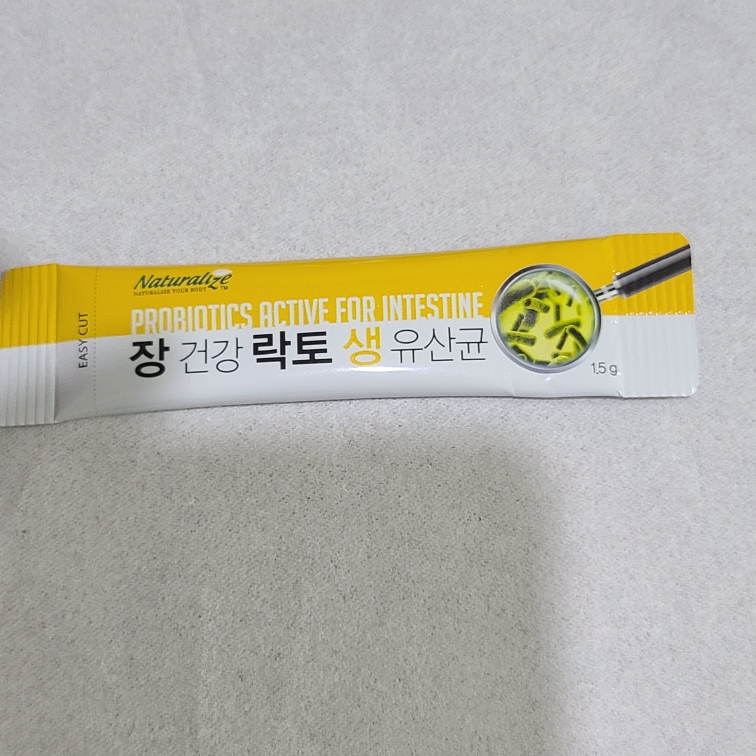 Naturalize™
NATURALIZE YOUR BODY
PROBIOTICS ACTIVE FOR INTESTINE
장 건강 락토 생 유산균
EASY CUT
1.5 g